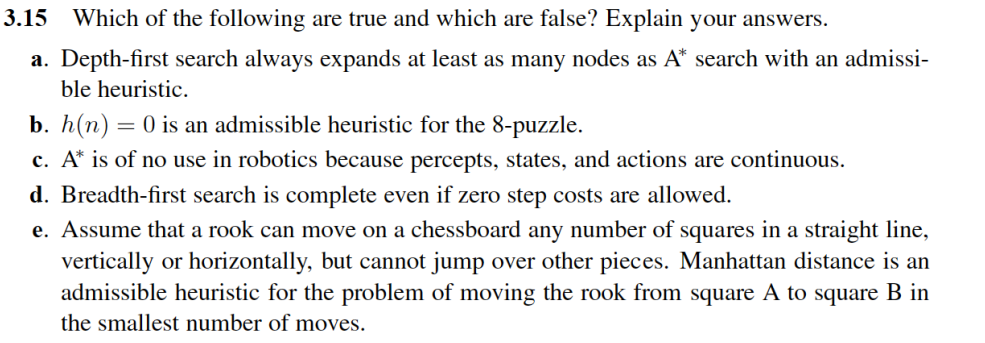 3.15 Which of the following are true and which are false? Explain your answers.
a. Depth-first search always expands at least as many nodes as A* search with an admissi-
ble heuristic.
b. h(n) = 0 is an admissible heuristic for the 8-puzzle.
c. A* is of no use in robotics because percepts, states, and actions are continuous.
d. Breadth-first search is complete even if zero step costs are allowed.
e. Assume that a rook can move on a chessboard any number of squares in a straight line,
vertically or horizontally, but cannot jump over other pieces. Manhattan distance is an
admissible heuristic for the problem of moving the rook from square A to square B in
the smallest number of moves.